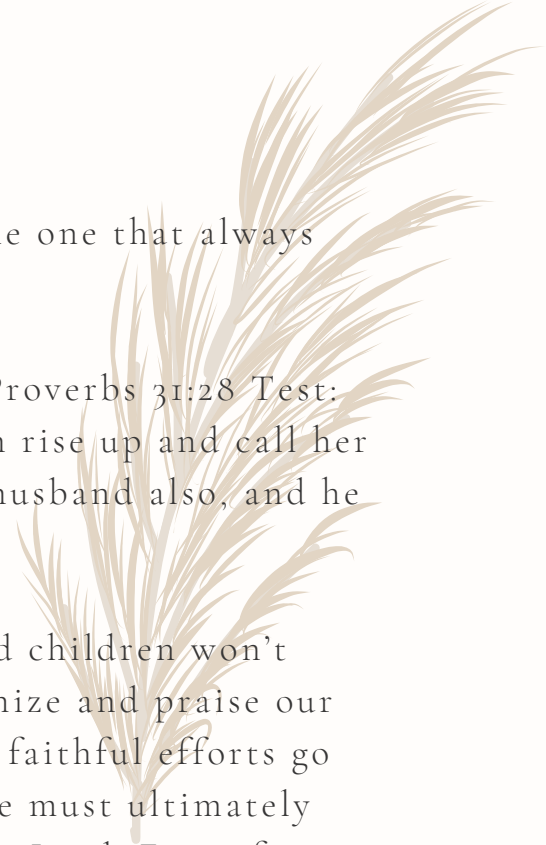 one that always
Proverbs 31:28 Test:
rise up and call her
husband also, and he
children won't
and praise our
faithful efforts go
must ultimately